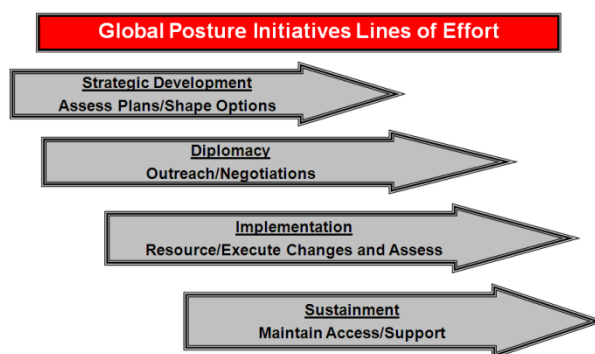 Global Posture Initiatives Lines of Effort
Strategic Development
Assess Plans/Shape Options
Diplomacy
Outreach/Negotiations
Implementation
Resource/Execute Changes and Assess
Sustainment
Maintain Access/Support